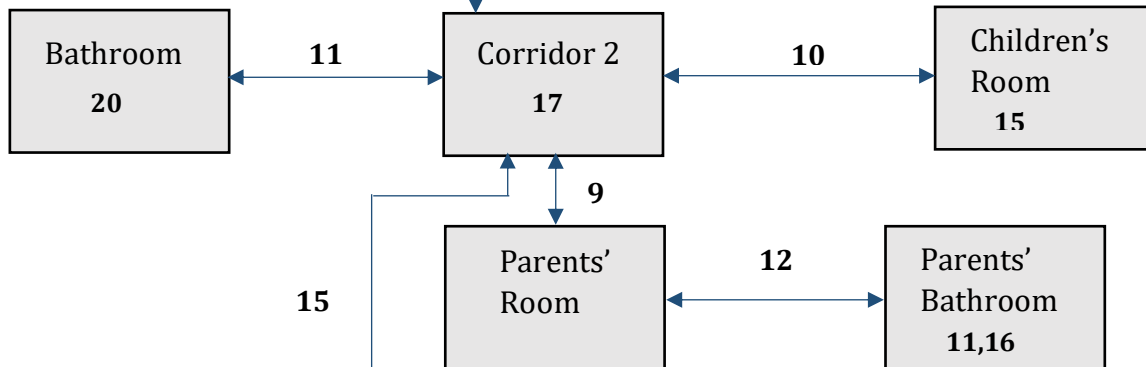 Bathroom
20
11
Corridor 2
17
10
Children's
Room
15
9
Parents'
Room
12
Parents'
Bathroom
11,16
15